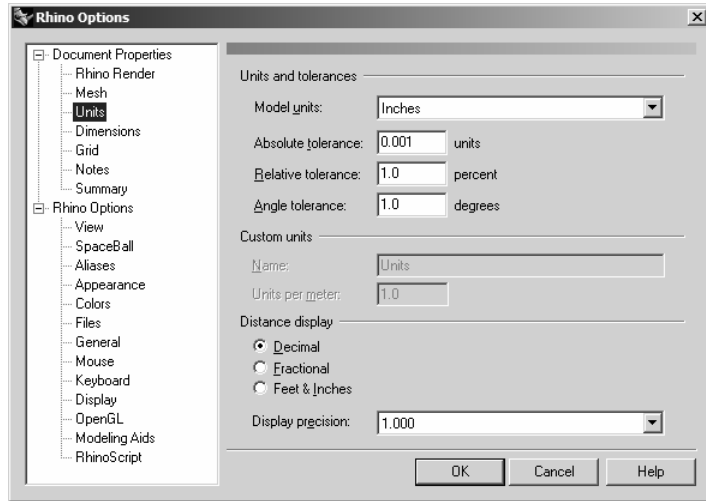 Rhino Options
Document Properties
Rhino Render
Mesh
Units
Dimensions
Grid
Notes
Summary
Rhino Options
View
SpaceBall
Aliases
Appearance
Colors
Files
General
Mouse
Keyboard
Display
OpenGL
Modeling Aids
RhinoScript
Units and tolerances
Model units: Inches
Absolute tolerance: 0.001 units
Relative tolerance: 1.0 percent
Angle tolerance: 1.0 degrees
Custom units
Name: Units
Units per meter: 1.0
Distance display
Decimal
Fractional
Feet & Inches
Display precision: 1.000
OK Cancel Help